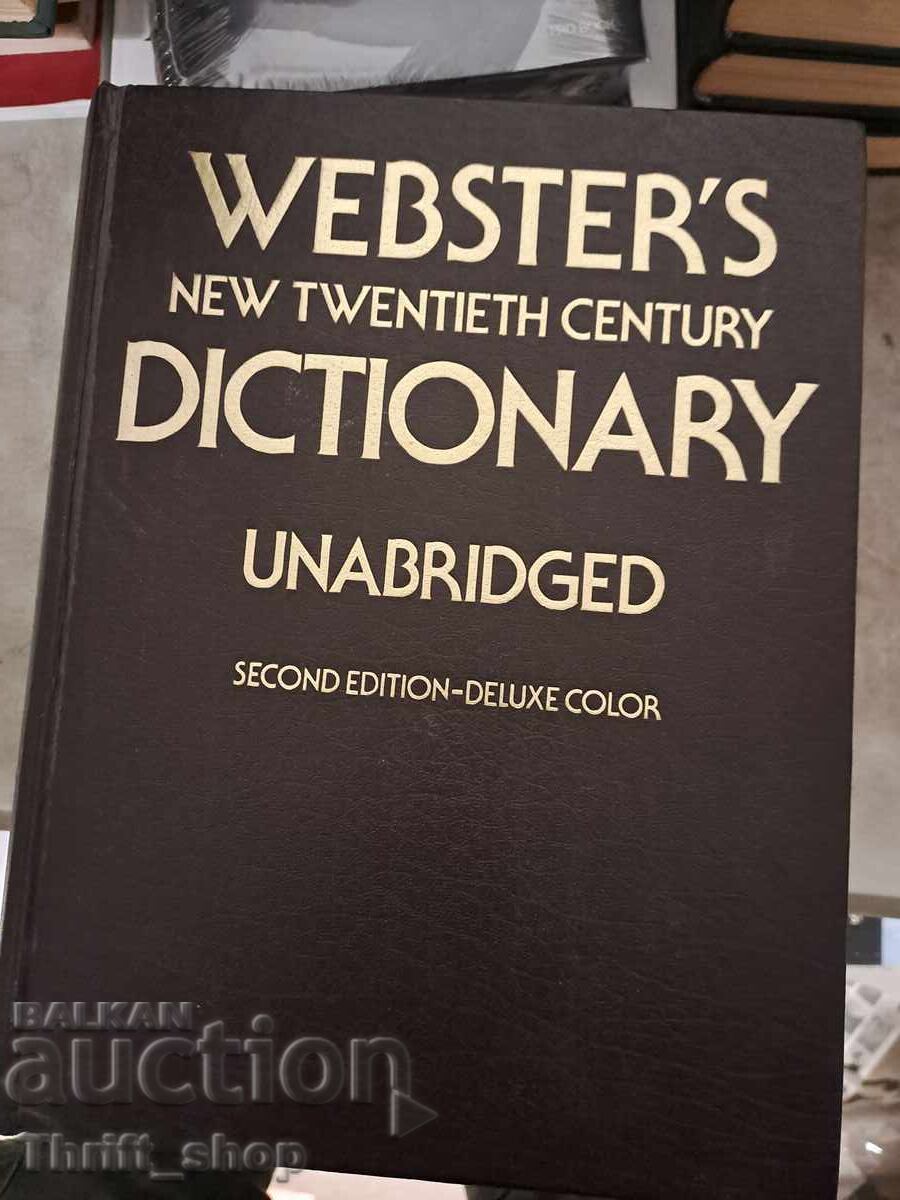 WEBSTER'S
NEW TWENTIETH CENTURY
DICTIONARY
UNABRIDGED
SECOND EDITION-DELUXE COLOR
BALKAN
auction
Thrift_shop